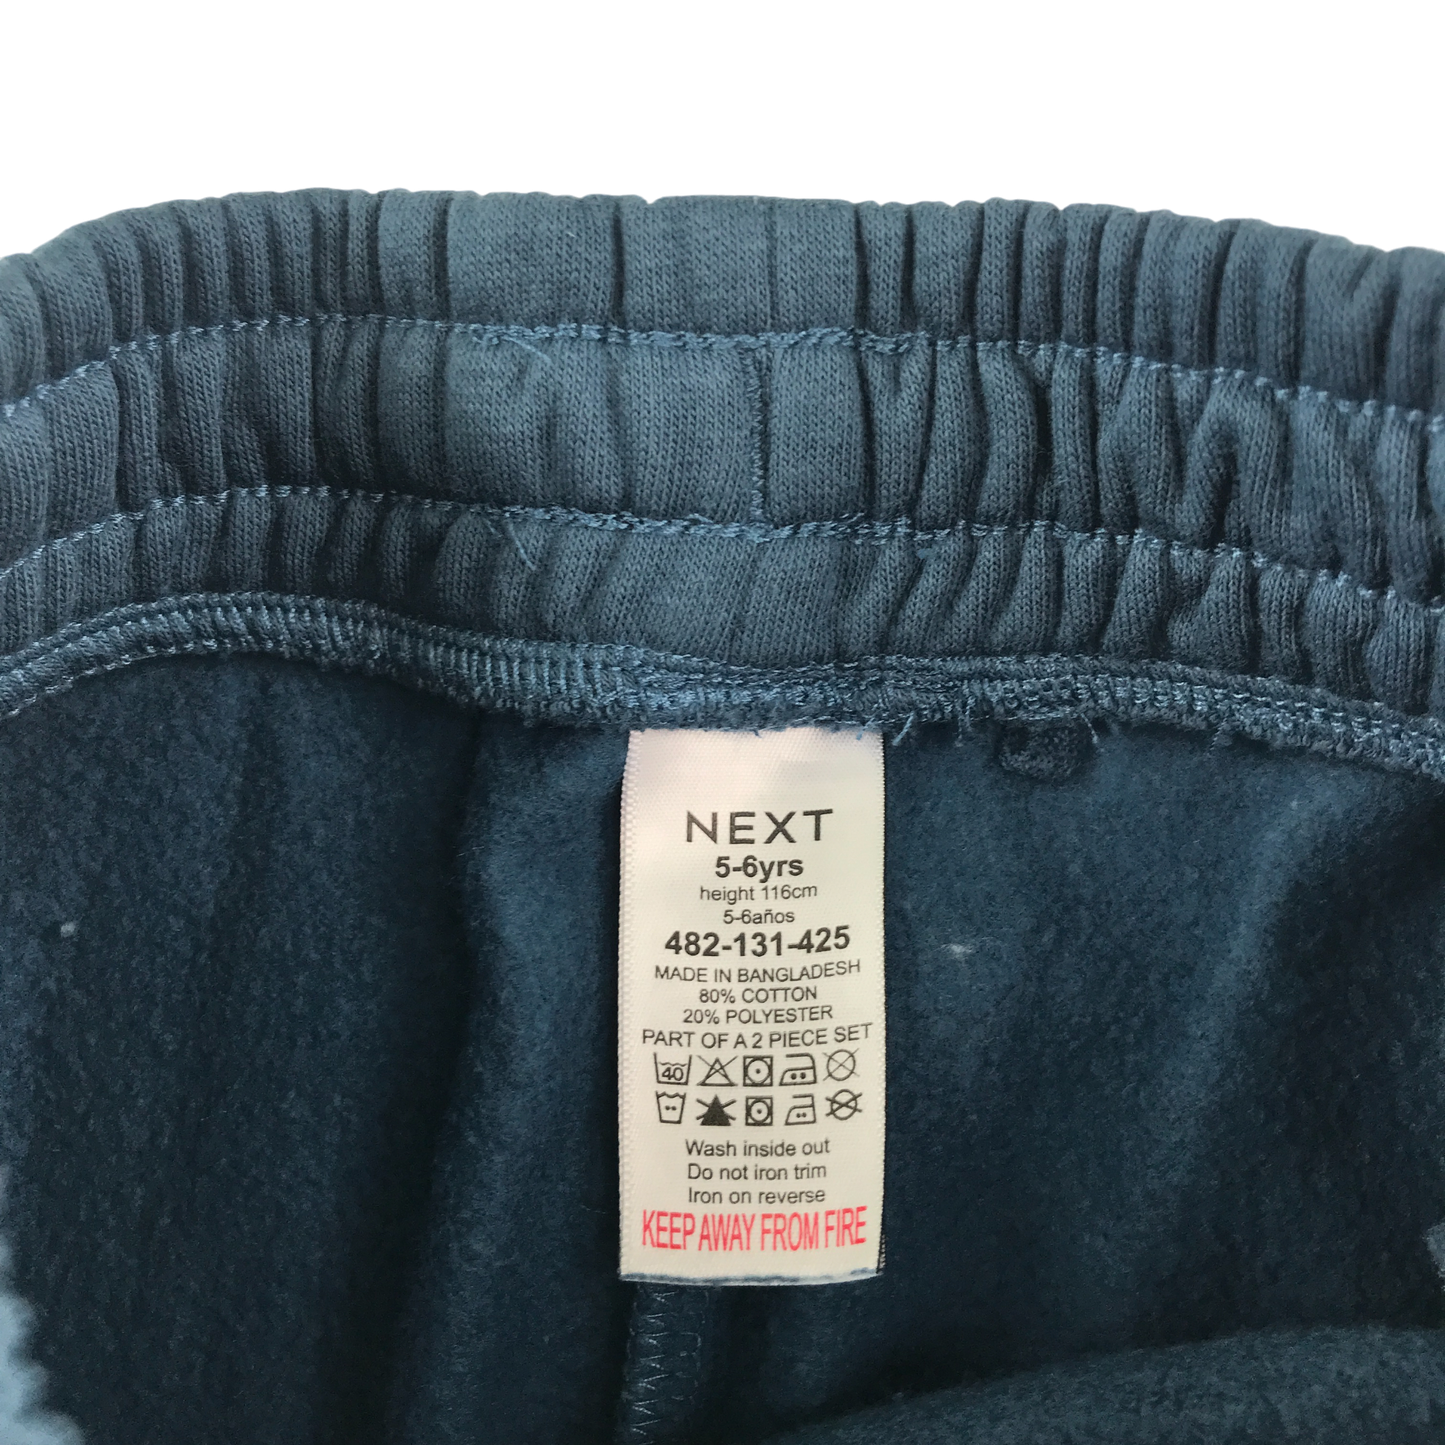 NEXT
5-6yrs
height 116cm
5-6años
482-131-425
MADE IN BANGLADESH
80% COTTON
20% POLYESTER
PART OF A 2 PIECE SET
40
Wash inside out
Do not iron trim
Iron on reverse
KEEP AWAY FROM FIRE